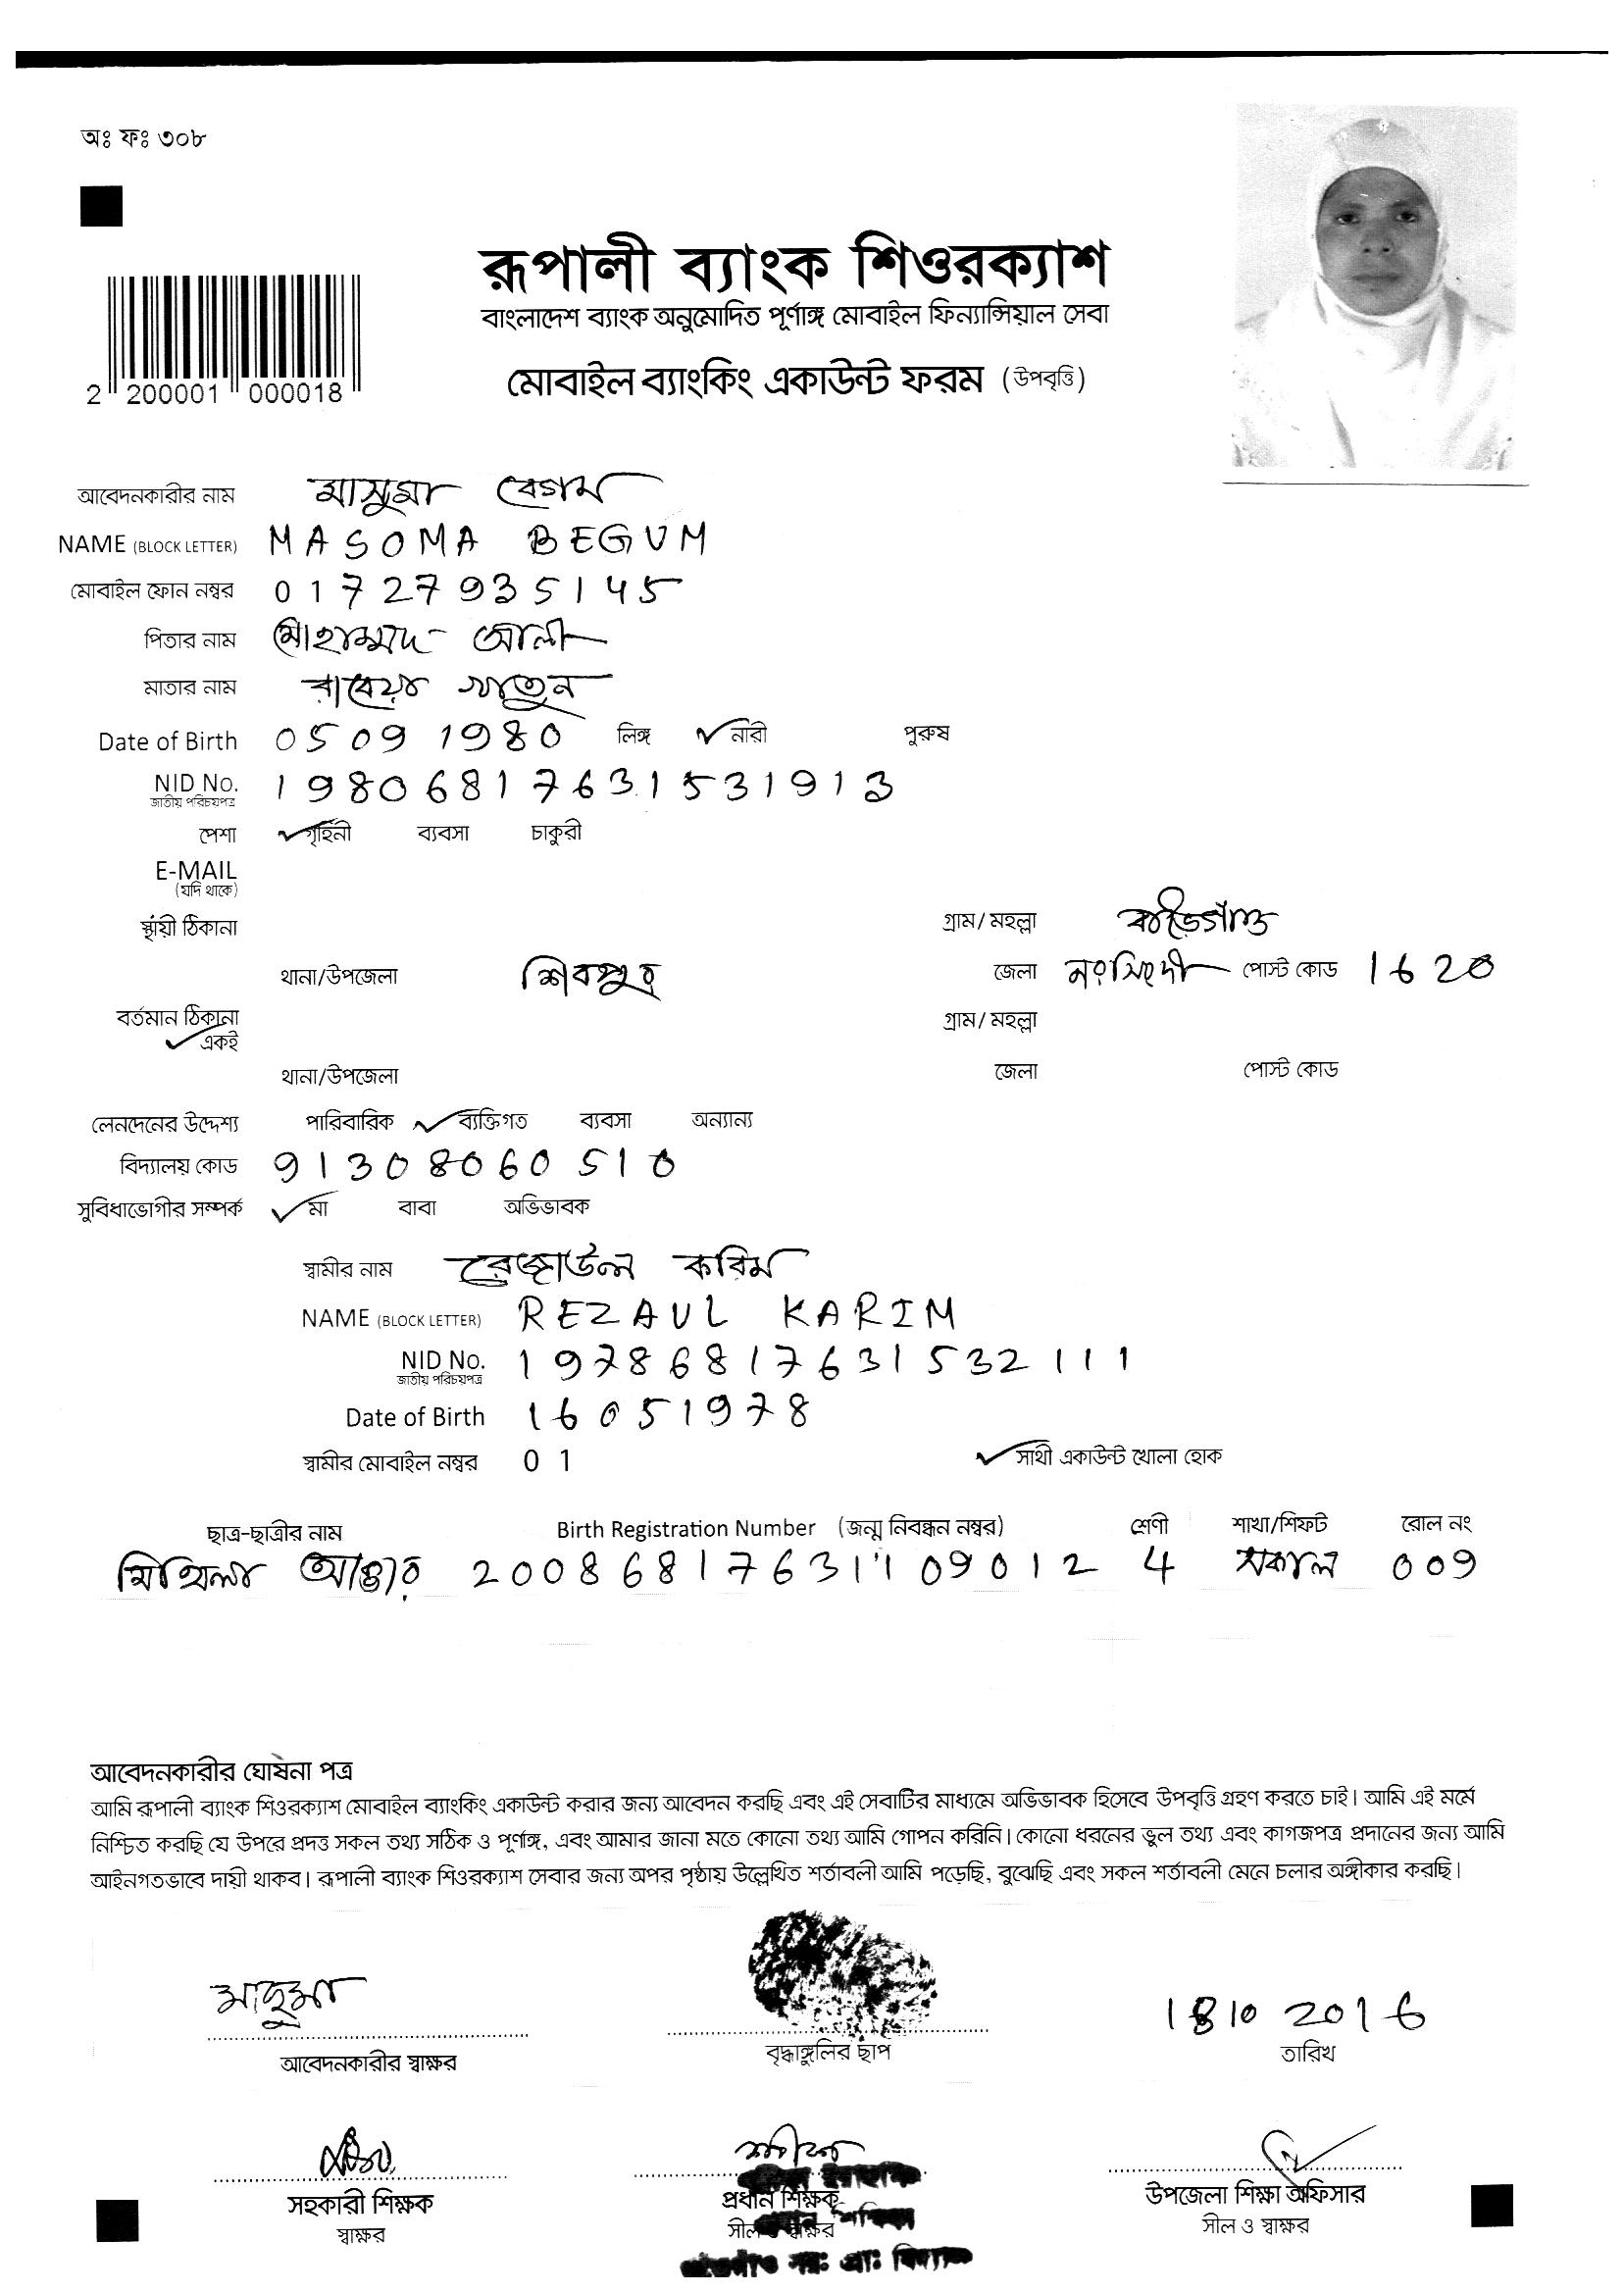 অঃ ফঃ ৩০৮
রূপালী ব্যাংক শিওরক্যাশ
বাংলাদেশ ব্যাংক অনুমোদিত পূর্ণাঙ্গ মোবাইল ফিন্যান্সিয়াল সেবা
2 200001 000018
মোবাইল ব্যাংকিং একাউন্ট ফরম (উপবৃত্তি)
আবেদনকারীর নাম মাসুমা বেগম
NAME (BLOCK LETTER) MASOMA BEGUM
মোবাইল ফোন নম্বর 01727935145
পিতার নাম মোহাম্মদ আলী
মাতার নাম রাবেয়া খাতুন
Date of Birth 05 09 1980 লিঙ্গ নারী পুরুষ
NID No. 19806817631531913
জাতীয় পরিচয়পত্র
পেশা গৃহিনী ব্যবসা চাকুরী
E-MAIL
(যদি থাকে)
স্থায়ী ঠিকানা গ্রাম/ মহল্লা
থানা/উপজেলা শিবপুর জেলা নরসিংদী পোস্ট কোড 1620
বর্তমান ঠিকানা গ্রাম/ মহল্লা
একই
থানা/উপজেলা জেলা পোস্ট কোড
লেনদেনের উদ্দেশ্য পারিবারিক ব্যক্তিগত ব্যবসা অন্যান্য
বিদ্যালয় কোড 91308060510
সুবিধাভোগীর সম্পর্ক মা বাবা অভিভাবক
স্বামীর নাম রেজাউল করিম
NAME (BLOCK LETTER) REZAUL KARIM
NID No. 19786817631532111
জাতীয় পরিচয়পত্র
Date of Birth 16051978
স্বামীর মোবাইল নম্বর 01 সাথী একাউন্ট খোলা হোক
ছাত্র-ছাত্রীর নাম Birth Registration Number (জন্ম নিবন্ধন নম্বর) শ্রেণী শাখা/শিফট রোল নং
আক্তার 20086817631109012 4 সকাল 009
আবেদনকারীর ঘোষনা পত্র
আমি রূপালী ব্যাংক শিওরক্যাশ মোবাইল ব্যাংকিং একাউন্ট করার জন্য আবেদন করছি এবং এই সেবাটির মাধ্যমে অভিভাবক হিসেবে উপবৃত্তি গ্রহণ করতে চাই। আমি এই মর্মে
নিশ্চিত করছি যে উপরে প্রদত্ত সকল তথ্য সঠিক ও পূর্ণাঙ্গ, এবং আমার জানা মতে কোনো তথ্য আমি গোপন করিনি। কোনো ধরনের ভুল তথ্য এবং কাগজপত্র প্রদানের জন্য আমি
আইনগতভাবে দায়ী থাকব। রূপালী ব্যাংক শিওরক্যাশ সেবার জন্য অপর পৃষ্ঠায় উল্লেখিত শর্তাবলী আমি পড়েছি, বুঝেছি এবং সকল শর্তাবলী মেনে চলার অঙ্গীকার করছি।
মাসুমা 18 10 2016
আবেদনকারীর স্বাক্ষর বৃদ্ধাঙ্গুলির ছাপ তারিখ
সহকারী শিক্ষক প্রধান শিক্ষক উপজেলা শিক্ষা অফিসার
স্বাক্ষর সীল ও স্বাক্ষর সীল ও স্বাক্ষর
সরঃ প্রাঃ